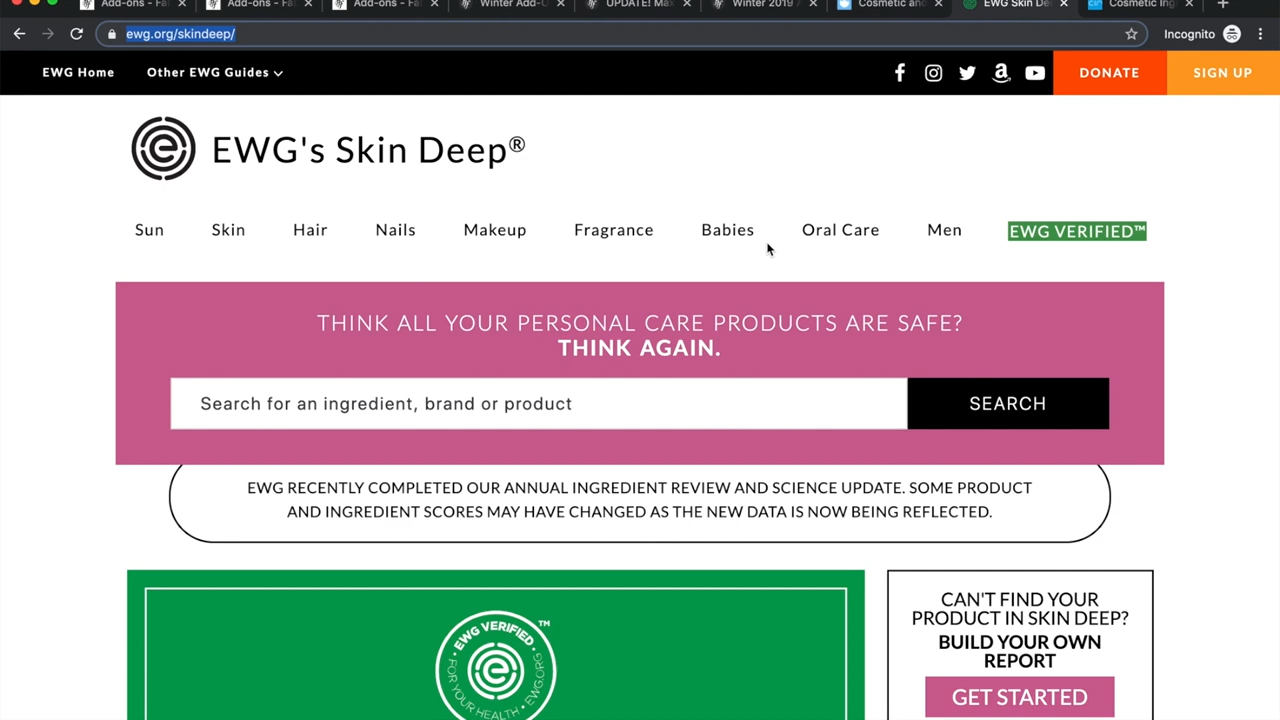 Add-ons - Fa
Add-ons - Fa
Add-ons - Fa
Winter Add-O
UPDATE! Ma
Winter 2019 A
Cosmetic an
EWG Skin De
Cosmetic Ing
ewg.org/skindeep/
Incognito
EWG Home
Other EWG Guides
DONATE
SIGN UP
EWG's Skin Deep®
Sun
Skin
Hair
Nails
Makeup
Fragrance
Babies
Oral Care
Men
EWG VERIFIED™
THINK ALL YOUR PERSONAL CARE PRODUCTS ARE SAFE?
THINK AGAIN.
Search for an ingredient, brand or product
SEARCH
EWG RECENTLY COMPLETED OUR ANNUAL INGREDIENT REVIEW AND SCIENCE UPDATE. SOME PRODUCT
AND INGREDIENT SCORES MAY HAVE CHANGED AS THE NEW DATA IS NOW BEING REFLECTED.
EWG VERIFIED™
• FOR YOUR HEALTH • EWG.ORG •
CAN'T FIND YOUR
PRODUCT IN SKIN DEEP?
BUILD YOUR OWN
REPORT
GET STARTED